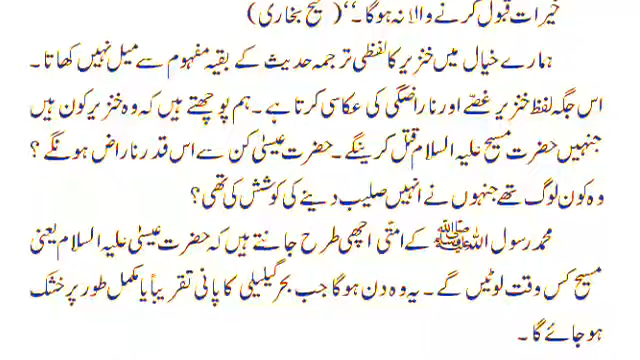 خیرات قبول کرنے والا نہ ہوگا۔‘‘ (صحیح بخاری)
ہمارے خیال میں خنزیر کا لفظی ترجمہ حدیث کے بقیہ مفہوم سے میل نہیں کھاتا۔
اس جگہ لفظ خنزیر غصّے اور ناراضگی کی عکاسی کرتا ہے۔ ہم پوچھتے ہیں کہ وہ خنزیر کون ہیں
جنہیں حضرت مسیح علیہ السلام قتل کرینگے۔ حضرت عیسیٰ کن سے اس قدر ناراض ہونگے؟
وہ کون لوگ تھے جنہوں نے انہیں صلیب دینے کی کوشش کی تھی؟
محمد رسول اللہ ﷺ کے امتی اچھی طرح جانتے ہیں کہ حضرت عیسیٰ علیہ السلام یعنی
مسیح کس وقت لوٹیں گے۔ یہ وہ دن ہوگا جب بحر گیلیلی کا پانی تقریباً یا مکمل طور پر خشک
ہو جائے گا۔